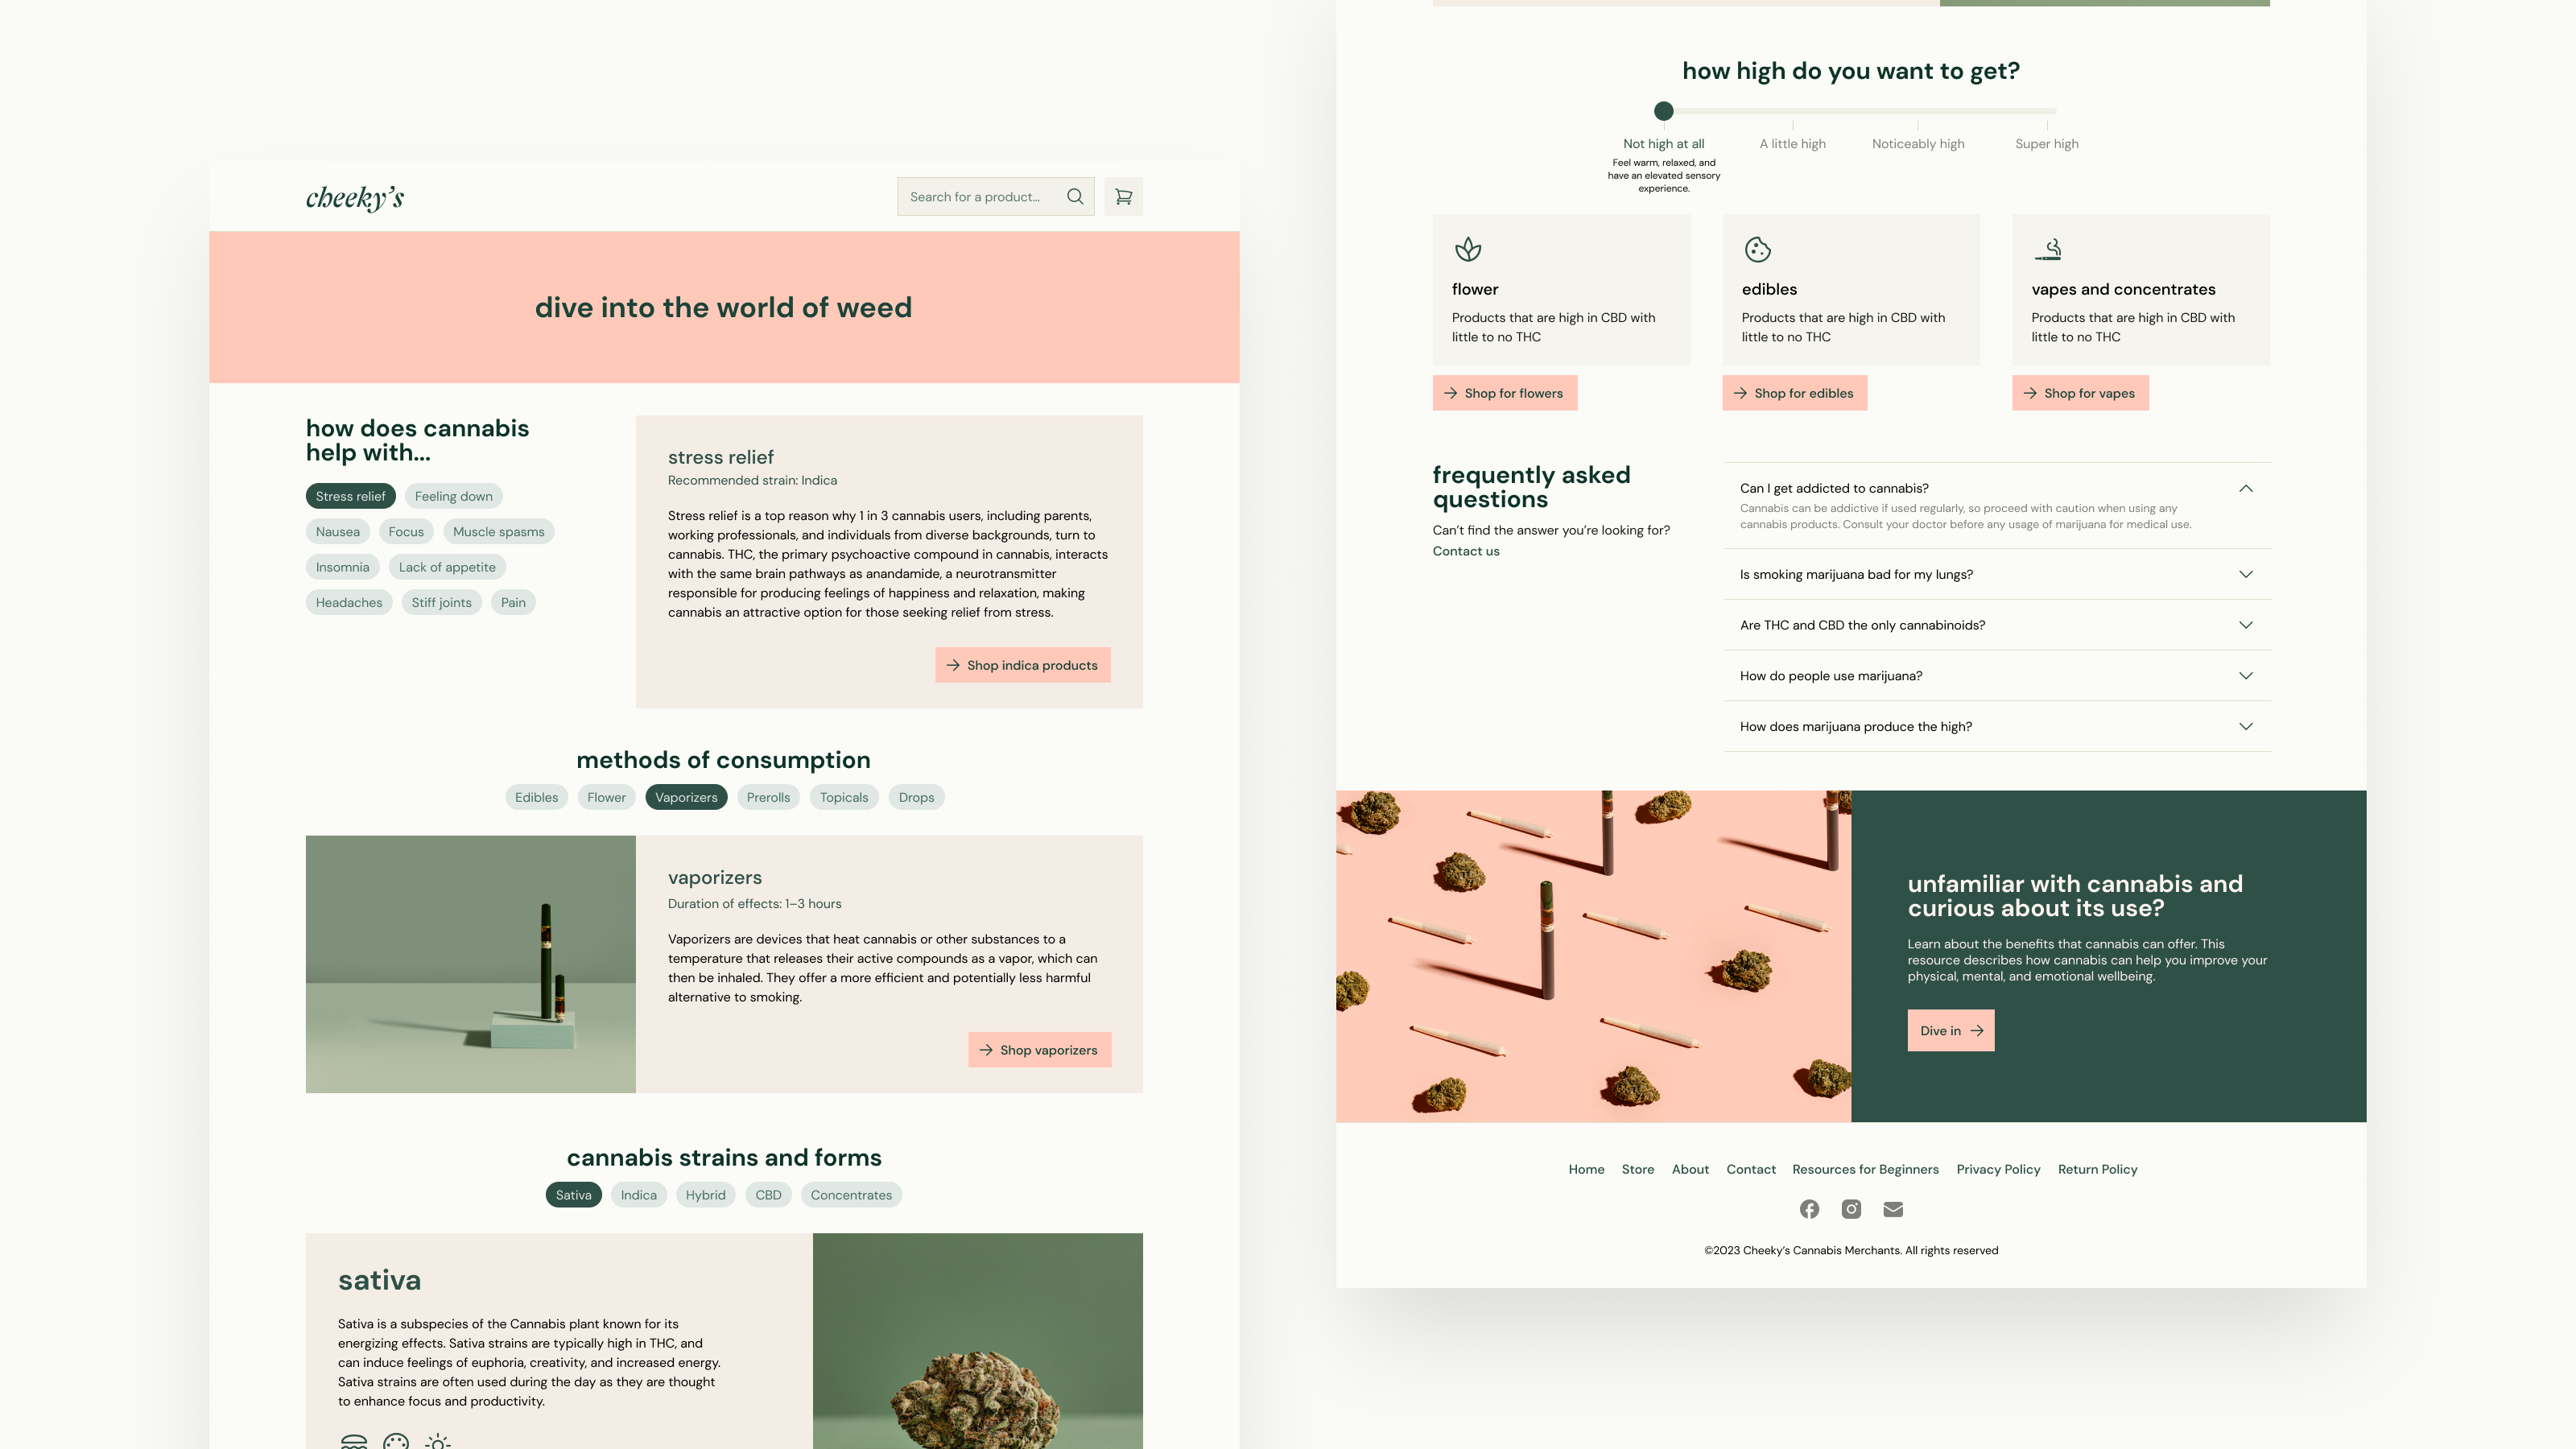 cheeky's
Search for a product...
dive into the world of weed
how does cannabis
help with...
Stress relief
Feeling down
Nausea
Focus
Muscle spasms
Insomnia
Lack of appetite
Headaches
Stiff joints
Pain
stress relief
Recommended strain: Indica
Stress relief is a top reason why 1 in 3 cannabis users, including parents,
working professionals, and individuals from diverse backgrounds, turn to
cannabis. THC, the primary psychoactive compound in cannabis, interacts
with the same brain pathways as anandamide, a neurotransmitter
responsible for producing feelings of happiness and relaxation, making
cannabis an attractive option for those seeking relief from stress.
Shop indica products
methods of consumption
Edibles
Flower
Vaporizers
Prerolls
Topicals
Drops
vaporizers
Duration of effects: 1–3 hours
Vaporizers are devices that heat cannabis or other substances to a
temperature that releases their active compounds as a vapor, which can
then be inhaled. They offer a more efficient and potentially less harmful
alternative to smoking.
Shop vaporizers
cannabis strains and forms
Sativa
Indica
Hybrid
CBD
Concentrates
sativa
Sativa is a subspecies of the Cannabis plant known for its
energizing effects. Sativa strains are typically high in THC, and
can induce feelings of euphoria, creativity, and increased energy.
Sativa strains are often used during the day as they are thought
to enhance focus and productivity.
how high do you want to get?
Not high at all
A little high
Noticeably high
Super high
Feel warm, relaxed, and
have an elevated sensory
experience.
flower
Products that are high in CBD with
little to no THC
Shop for flowers
edibles
Products that are high in CBD with
little to no THC
Shop for edibles
vapes and concentrates
Products that are high in CBD with
little to no THC
Shop for vapes
frequently asked
questions
Can't find the answer you're looking for?
Contact us
Can I get addicted to cannabis?
Cannabis can be addictive if used regularly, so proceed with caution when using any
cannabis products. Consult your doctor before any usage of marijuana for medical use.
Is smoking marijuana bad for my lungs?
Are THC and CBD the only cannabinoids?
How do people use marijuana?
How does marijuana produce the high?
unfamiliar with cannabis and
curious about its use?
Learn about the benefits that cannabis can offer. This
resource describes how cannabis can help you improve your
physical, mental, and emotional wellbeing.
Dive in
Home
Store
About
Contact
Resources for Beginners
Privacy Policy
Return Policy
©2023 Cheeky's Cannabis Merchants. All rights reserved